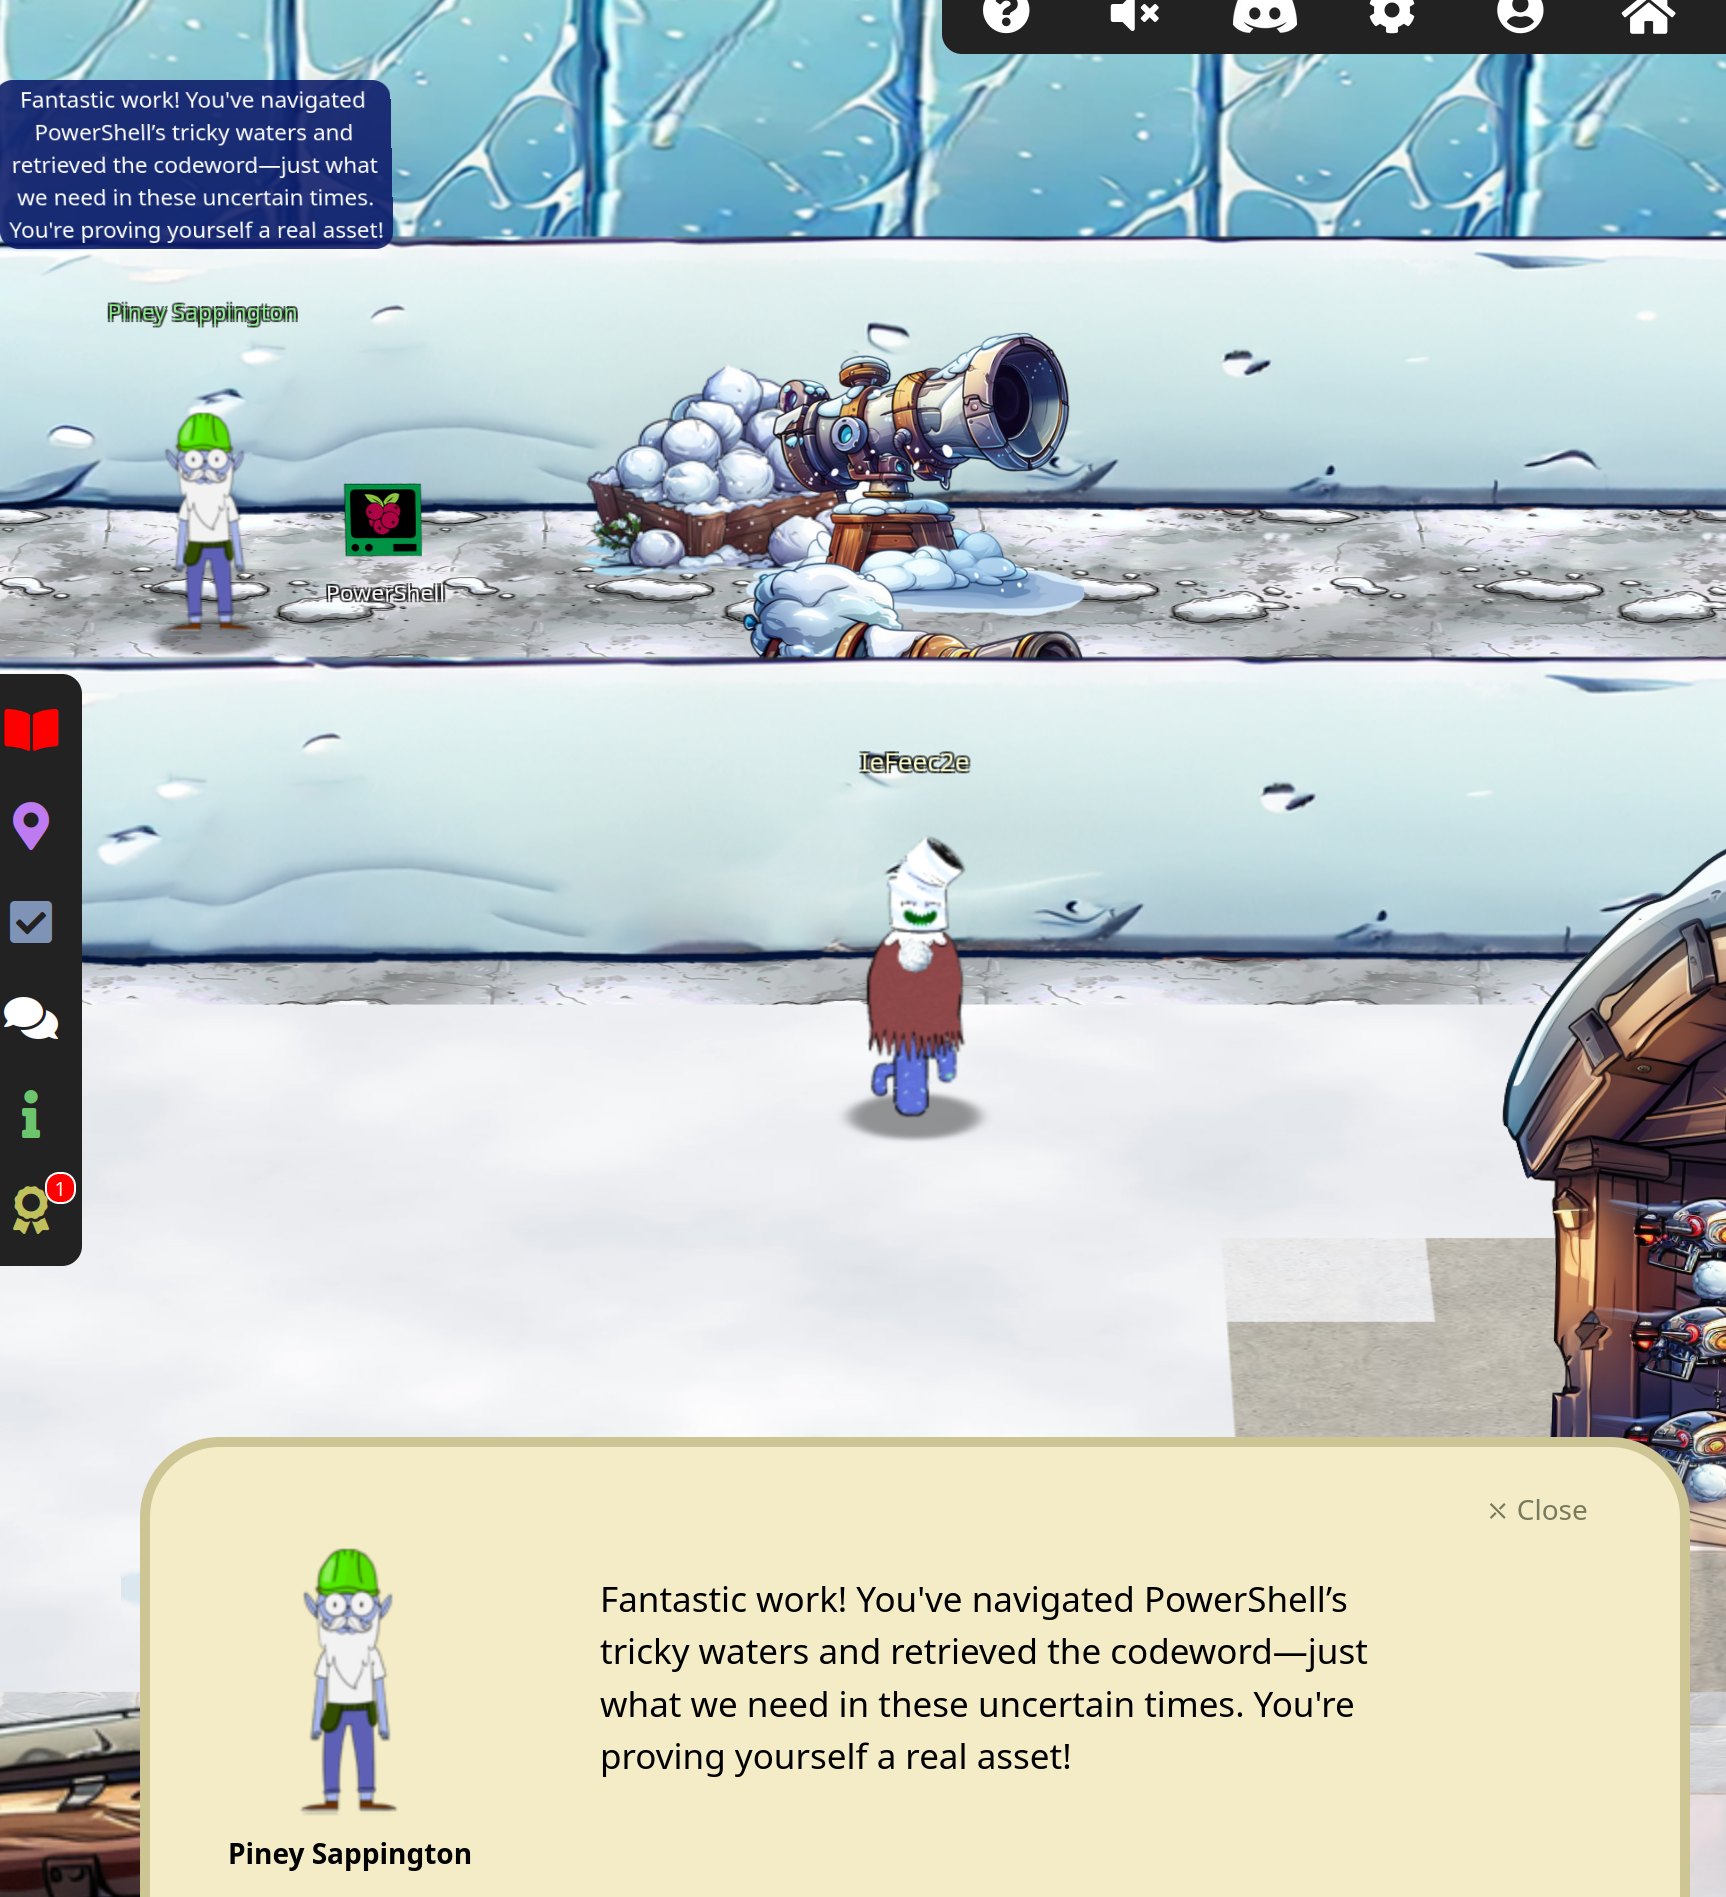 Fantastic work! You've navigated
PowerShell’s tricky waters and
retrieved the codeword—just what
we need in these uncertain times.
You're proving yourself a real asset!
Piney Sappington
PowerShell
IeFeec2e
1
× Close
Fantastic work! You've navigated PowerShell’s
tricky waters and retrieved the codeword—just
what we need in these uncertain times. You're
proving yourself a real asset!
Piney Sappington